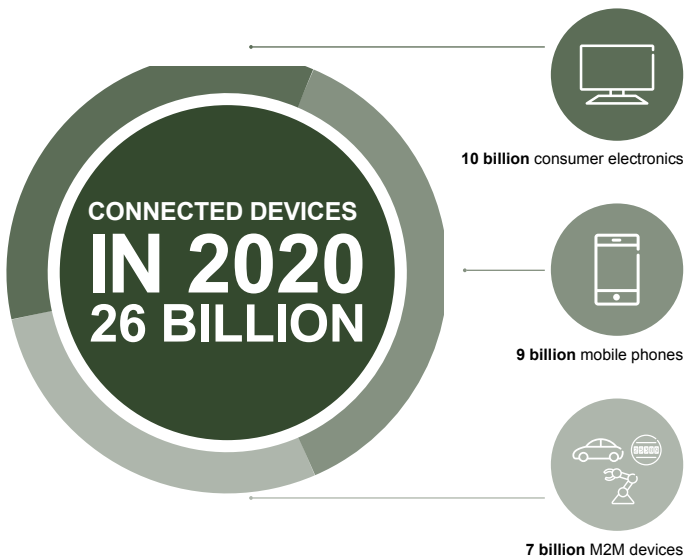 CONNECTED DEVICES
IN 2020
26 BILLION
10 billion consumer electronics
9 billion mobile phones
7 billion M2M devices